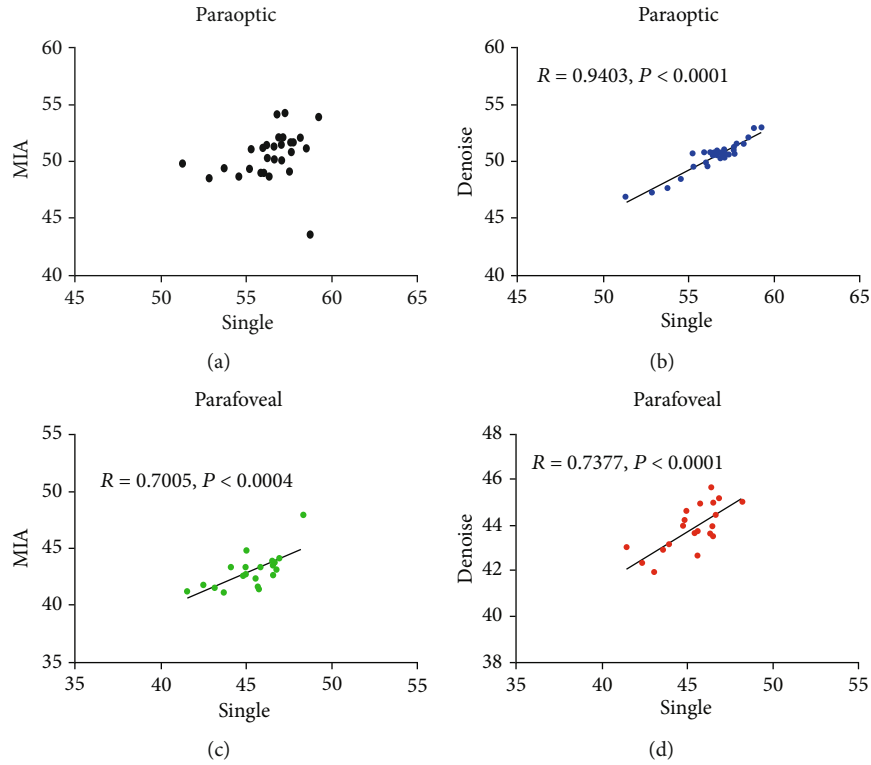 Paraoptic
60
55
50
45
40
MIA
45
50
55
60
65
Single
(a)
Paraoptic
60
55
50
45
40
Denoise
R = 0.9403, P < 0.0001
45
50
55
60
65
Single
(b)
Parafoveal
55
50
45
40
35
MIA
R = 0.7005, P < 0.0004
35
40
45
50
55
Single
(c)
Parafoveal
48
46
44
42
40
38
Denoise
R = 0.7377, P < 0.0001
35
40
45
50
55
Single
(d)